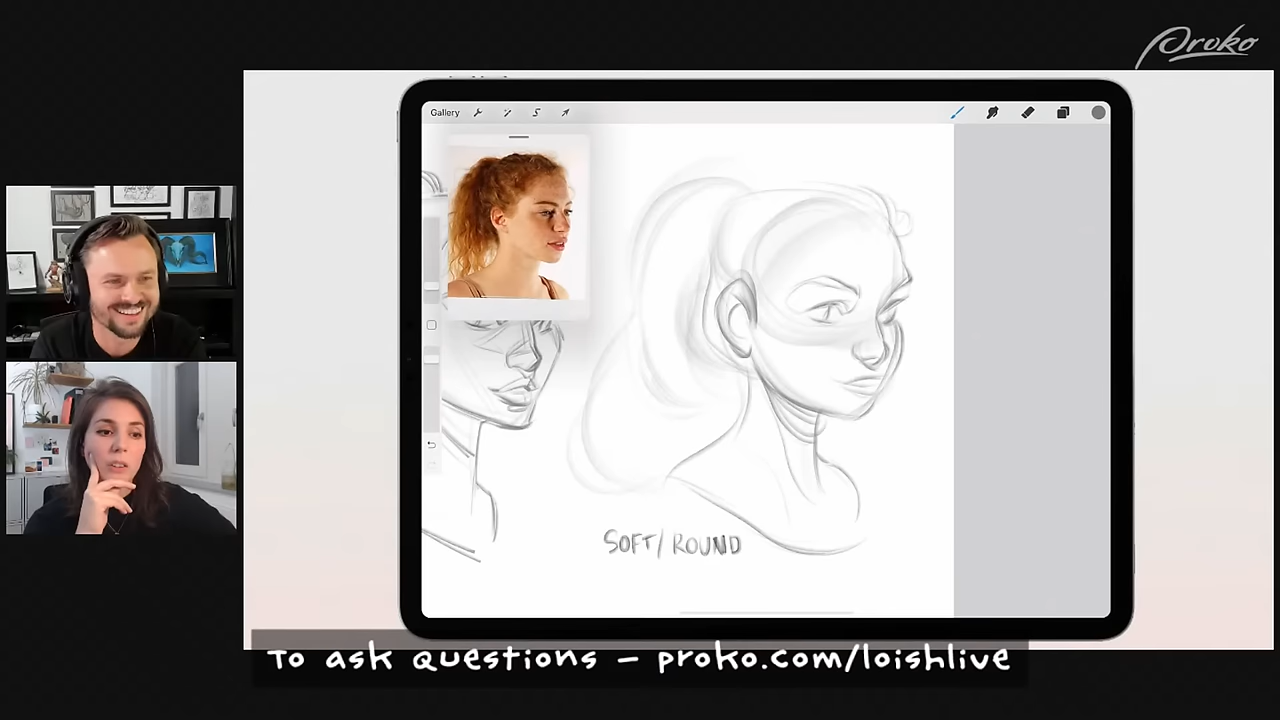 Proko
Gallery
SOFT/ROUND
To ask questions – proko.com/loishlive